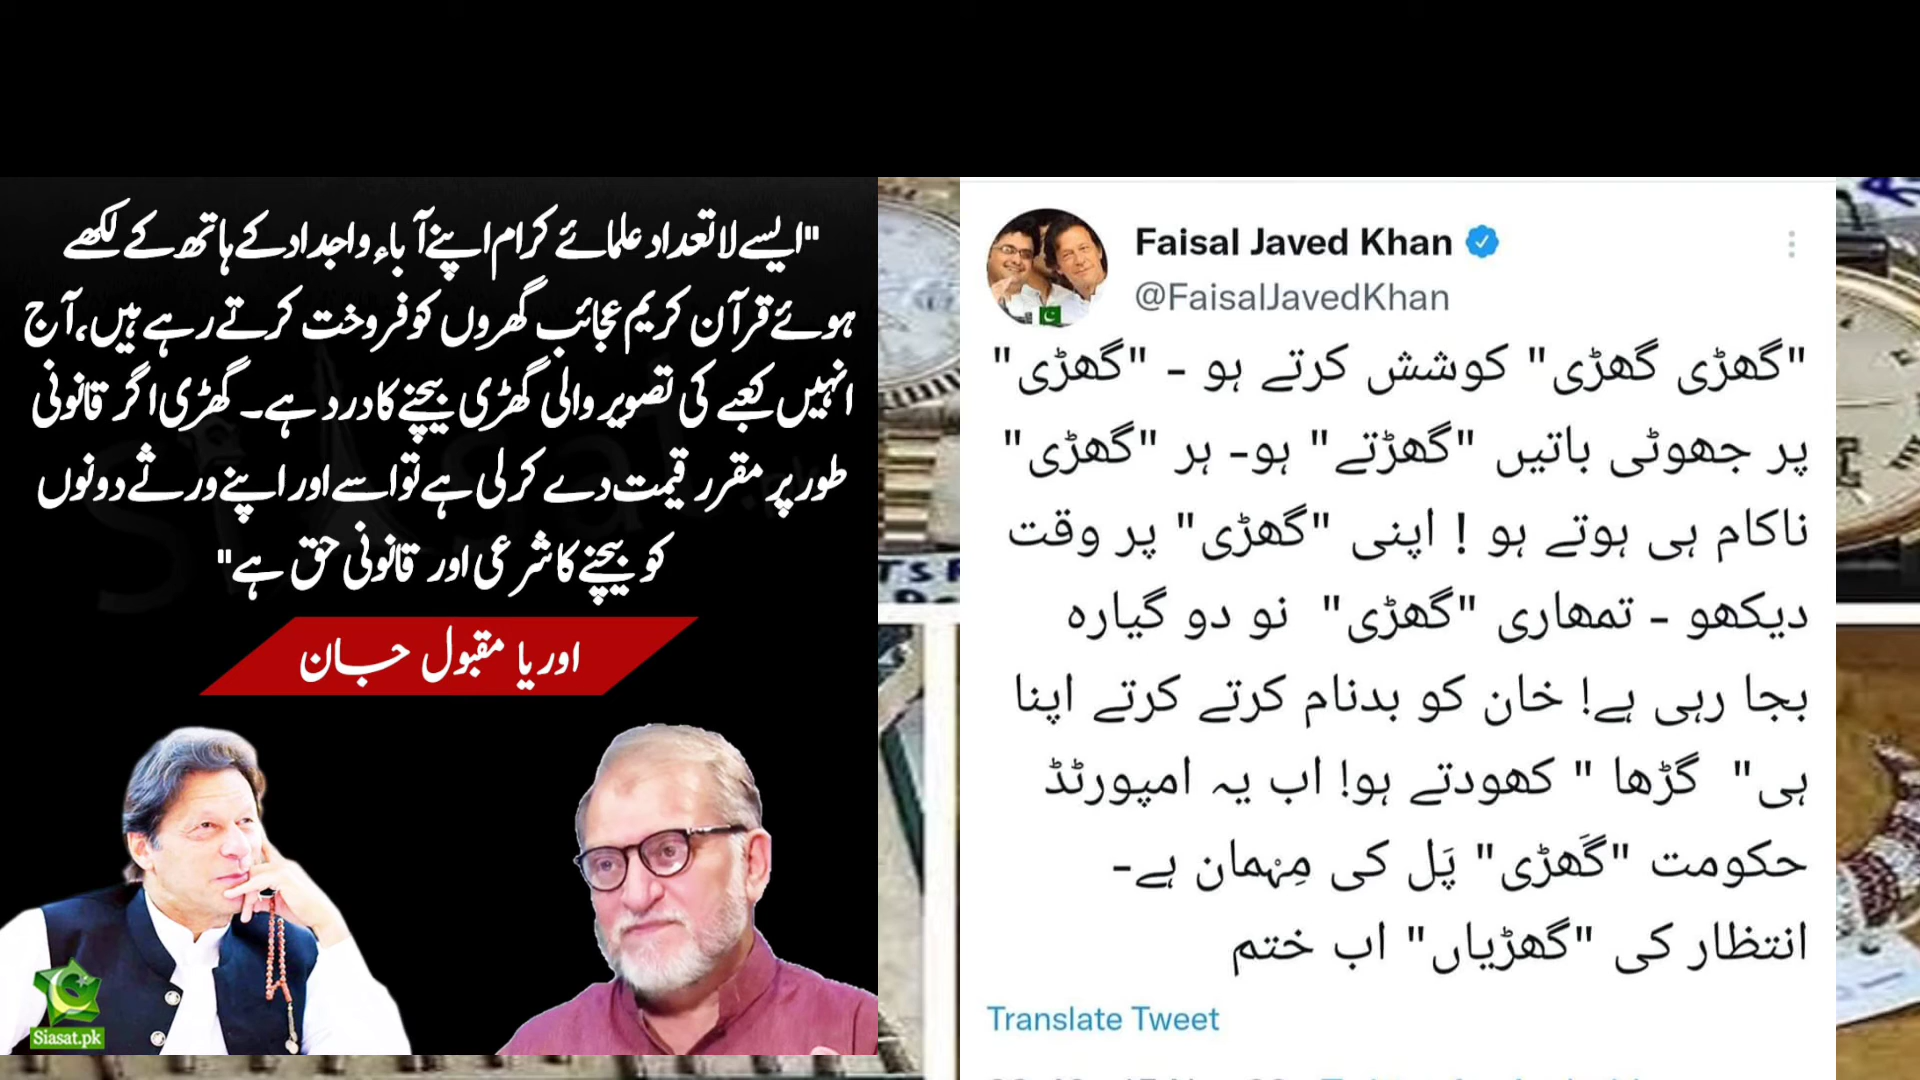 "ایسے لاتعداد علمائے کرام اپنے آباء و اجداد کے ہاتھ کے لکھے
ہوئے قرآن کریم عجائب گھروں کو فروخت کرتے رہے ہیں، آج
انہیں کعبے کی تصویر والی گھڑی بیچنے کا درد ہے۔ گھڑی اگر قانونی
طور پر مقرر قیمت دے کر لی ہے تو اسے اور اپنے ورثے دونوں
کو بیچنے کا شرعی اور قانونی حق ہے"
اوریا مقبول جان
Siasat.pk
Faisal Javed Khan
@FaisalJavedKhan
"گھڑی گھڑی" کوشش کرتے ہو - "گھڑی"
پر جھوٹی باتیں "گھڑتے" ہو- ہر "گھڑی"
ناکام ہی ہوتے ہو ! اپنی "گھڑی" پر وقت
دیکھو - تمھاری "گھڑی" نو دو گیارہ
بجا رہی ہے! خان کو بدنام کرتے کرتے اپنا
ہی" گڑھا " کھودتے ہو! اب یہ امپورٹڈ
حکومت "گَھڑی" پَل کی مِہْمان ہے-
انتظار کی "گھڑیاں" اب ختم
Translate Tweet